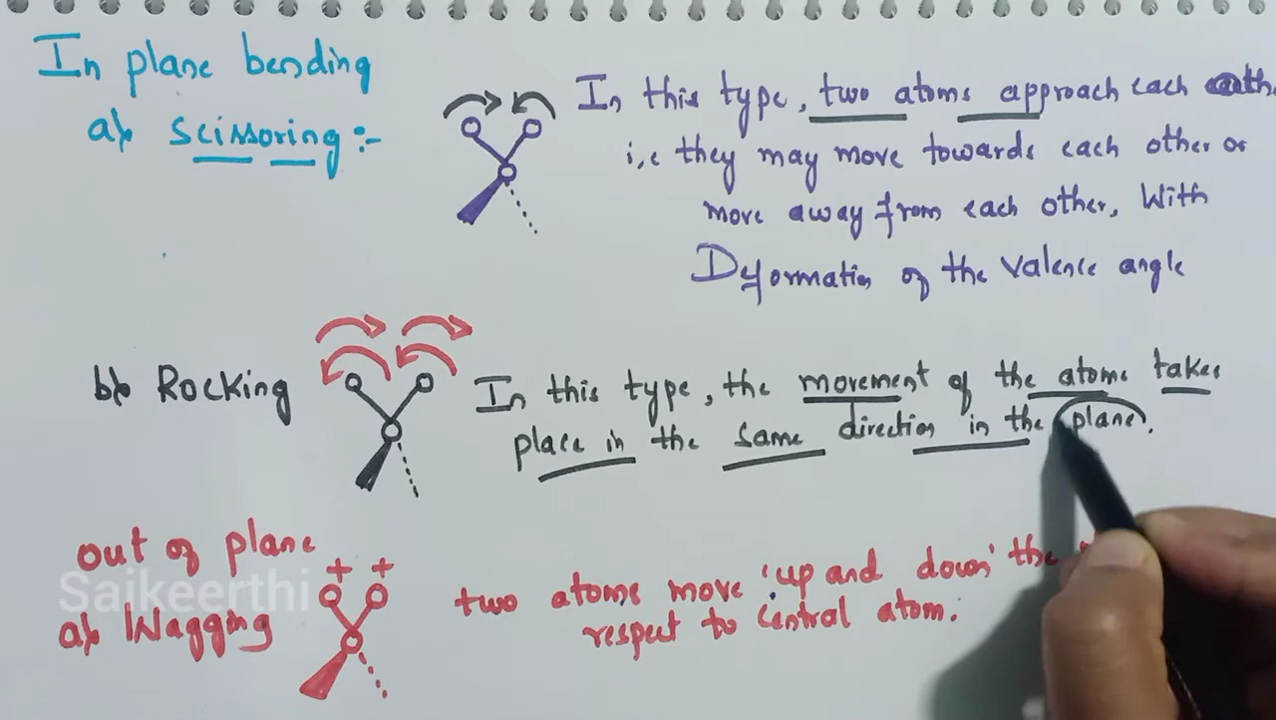 In plane bending
a) Scissoring :-
In this type, two atoms approach each oth
i,e they may move towards each other or
move away from each other, With
Deformation of the valence angle
b) Rocking
In this type, the movement of the atoms takes
place in the same direction in the plane.
out of plane
a) Wagging
+ +
two atoms move 'up and down' the
respect to Central atom.
Saikeerthi